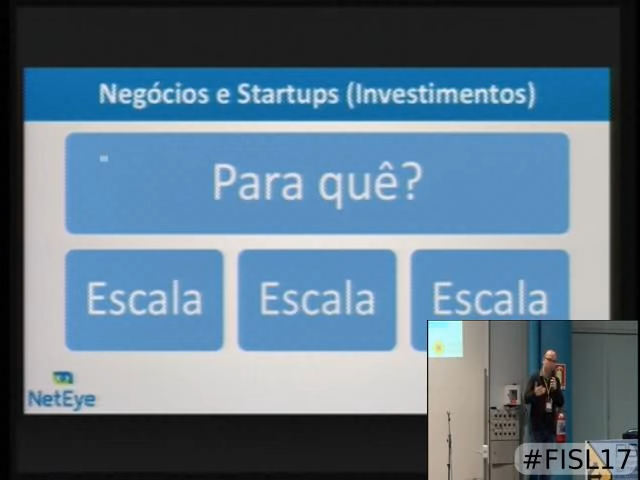 Negócios e Startups (Investimentos)
Para quê?
Escala Escala Escala
NetEye
#FISL17